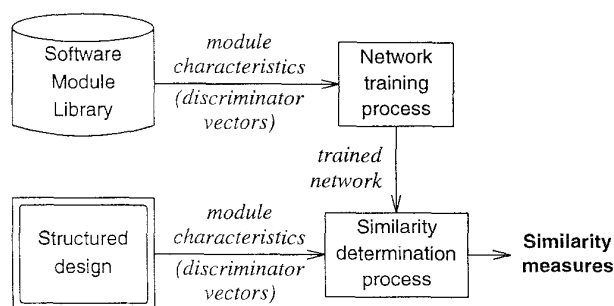 Software
Module
Library
module
characteristics
(discriminator
vectors)
Network
training
process
trained
network
Structured
design
module
characteristics
(discriminator
vectors)
Similarity
determination
process
Similarity
measures